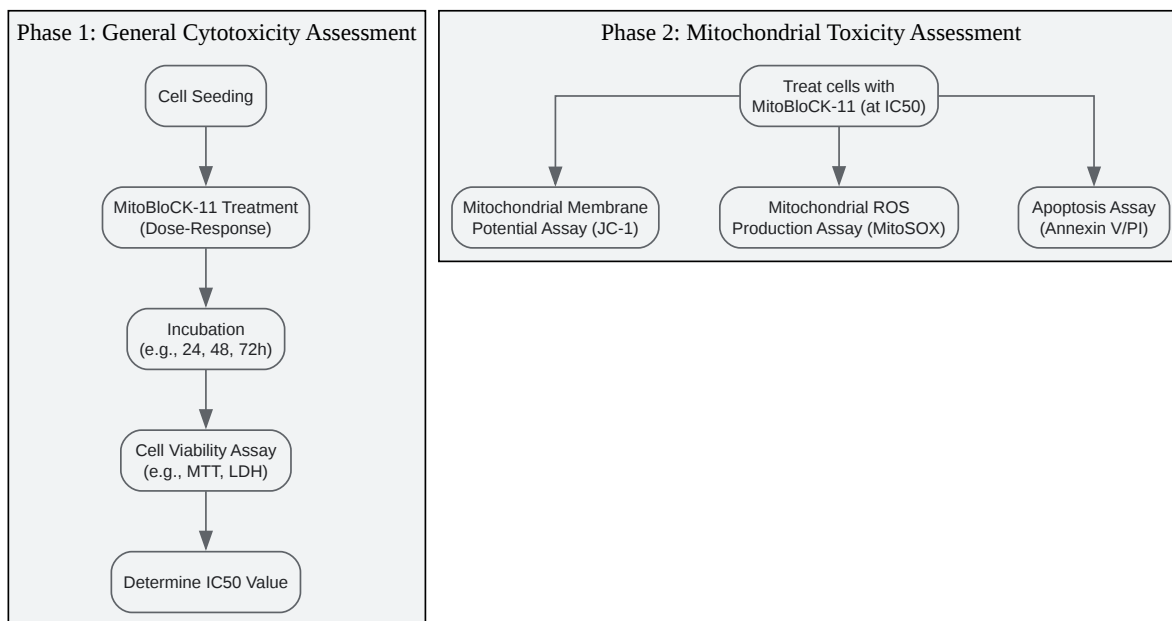 Phase 1: General Cytotoxicity Assessment
Cell Seeding
MitoBloCK-11 Treatment
(Dose-Response)
Incubation
(e.g., 24, 48, 72h)
Cell Viability Assay
(e.g., MTT, LDH)
Determine IC50 Value
Phase 2: Mitochondrial Toxicity Assessment
Treat cells with
MitoBloCK-11 (at IC50)
Mitochondrial Membrane
Potential Assay (JC-1)
Mitochondrial ROS
Production Assay (MitoSOX)
Apoptosis Assay
(Annexin V/PI)